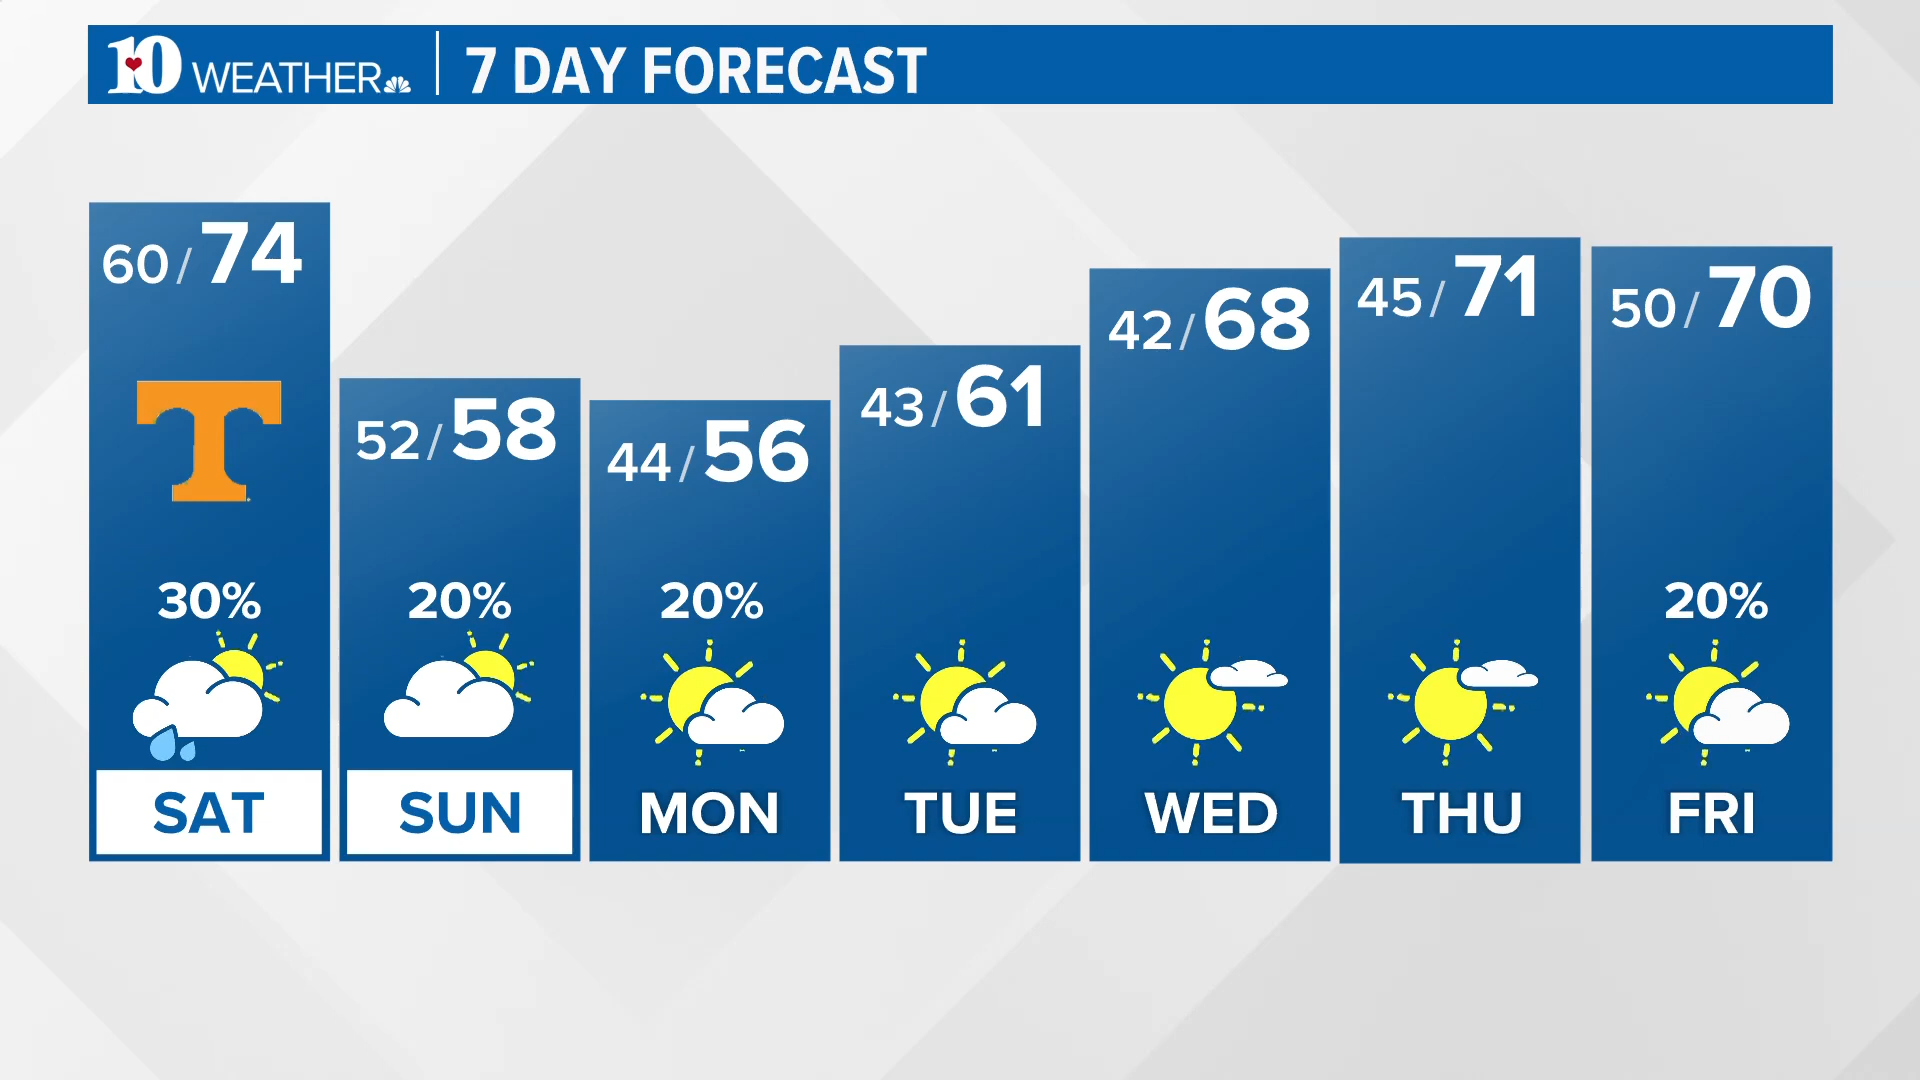 10 WEATHER 7 DAY FORECAST
60/74 52/58 44/56 43/61 42/68 45/71 50/70
T
30% 20% 20% 20%
SAT SUN MON TUE WED THU FRI